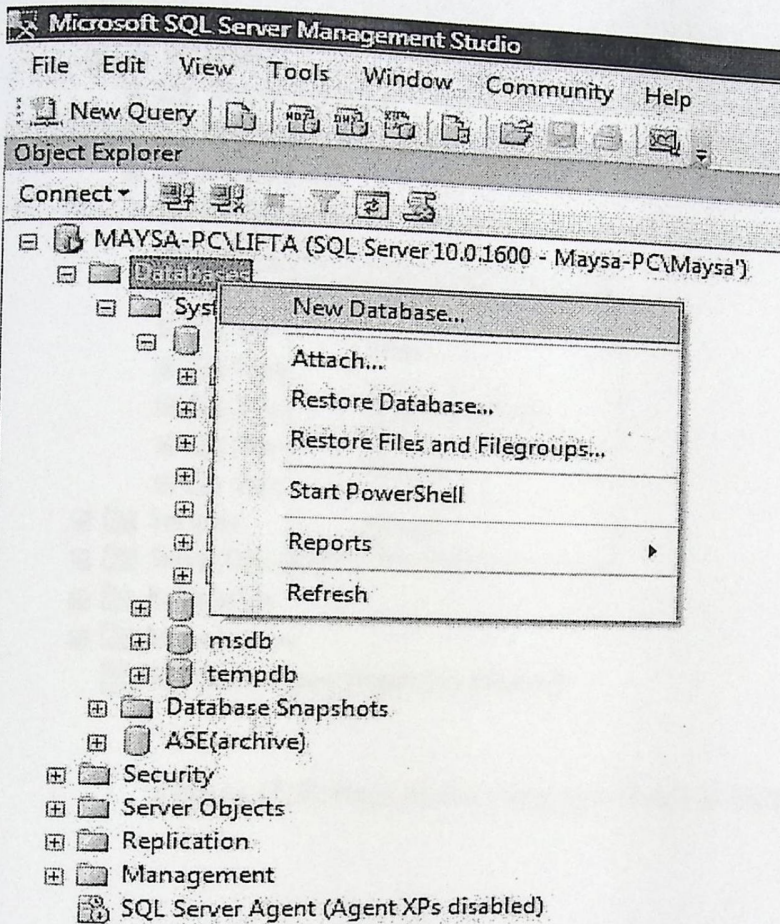 Microsoft SQL Server Management Studio
File Edit View Tools Window Community Help
New Query
Object Explorer
Connect
MAYSA-PC\LIFTA (SQL Server 10.0.1600 - Maysa-PC\Maysa')
Databases
Syst
New Database...
Attach...
Restore Database...
Restore Files and Filegroups...
Start PowerShell
Reports
Refresh
msdb
tempdb
Database Snapshots
ASE(archive)
Security
Server Objects
Replication
Management
SQL Server Agent (Agent XPs disabled)